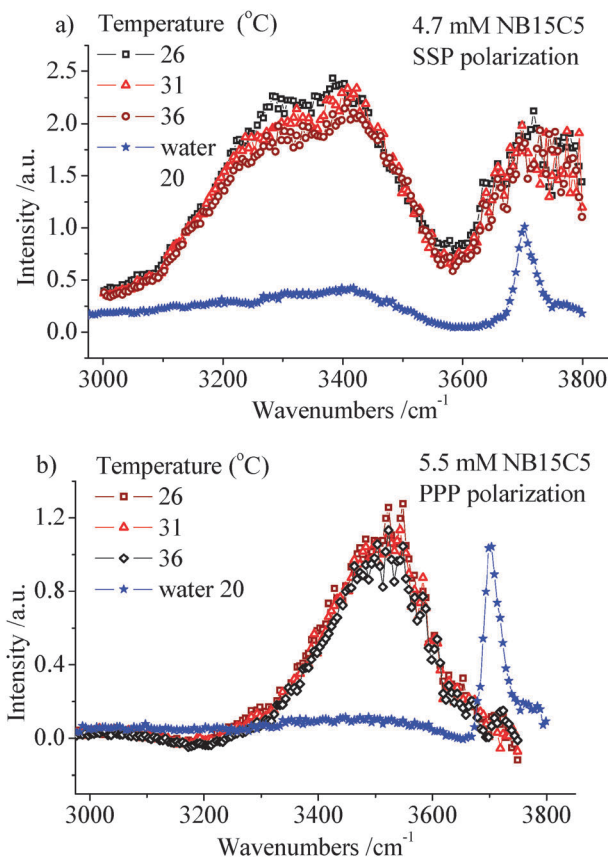 a)
Temperature (°C)
26
31
36
water
20
4.7 mM NB15C5
SSP polarization
2.5
2.0
1.5
1.0
0.5
0.0
Intensity /a.u.
3000 3200 3400 3600 3800
Wavenumbers /cm-1
b)
Temperature (°C)
26
31
36
water 20
5.5 mM NB15C5
PPP polarization
1.2
0.8
0.4
0.0
Intensity /a.u.
3000 3200 3400 3600 3800
Wavenumbers /cm-1